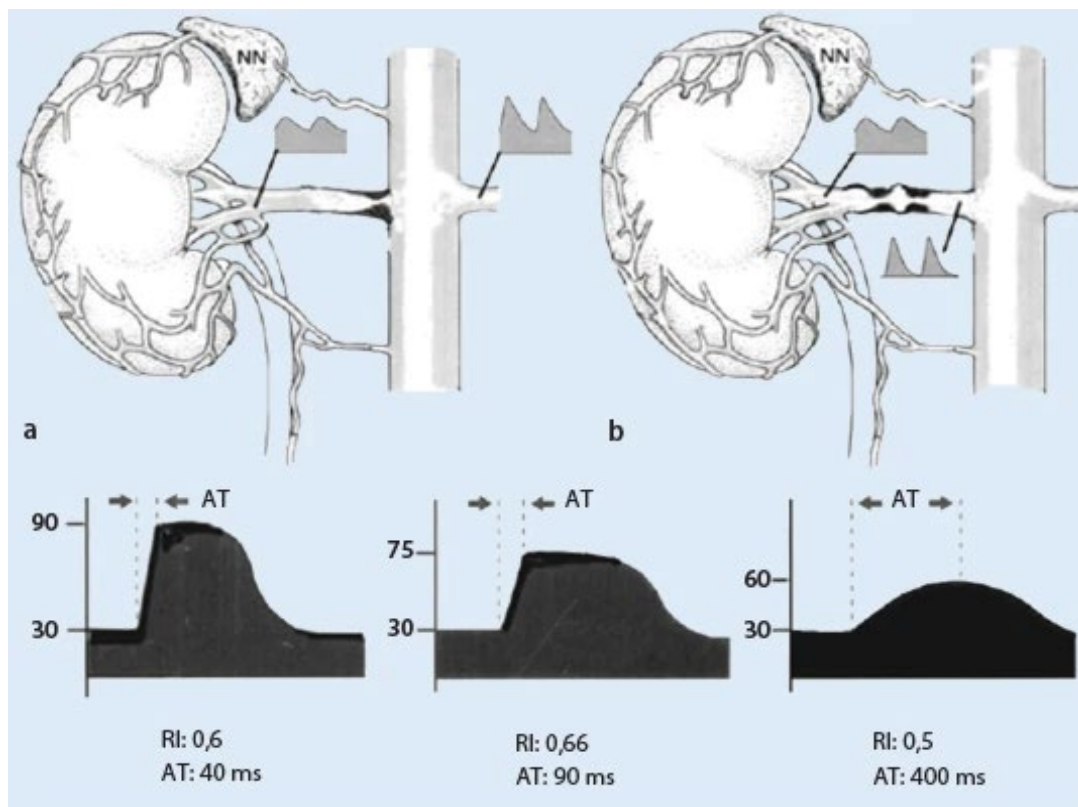 NN
NN
a
b
AT
90
30
RI: 0,6
AT: 40 ms
AT
75
30
RI: 0,66
AT: 90 ms
AT
60
30
RI: 0,5
AT: 400 ms